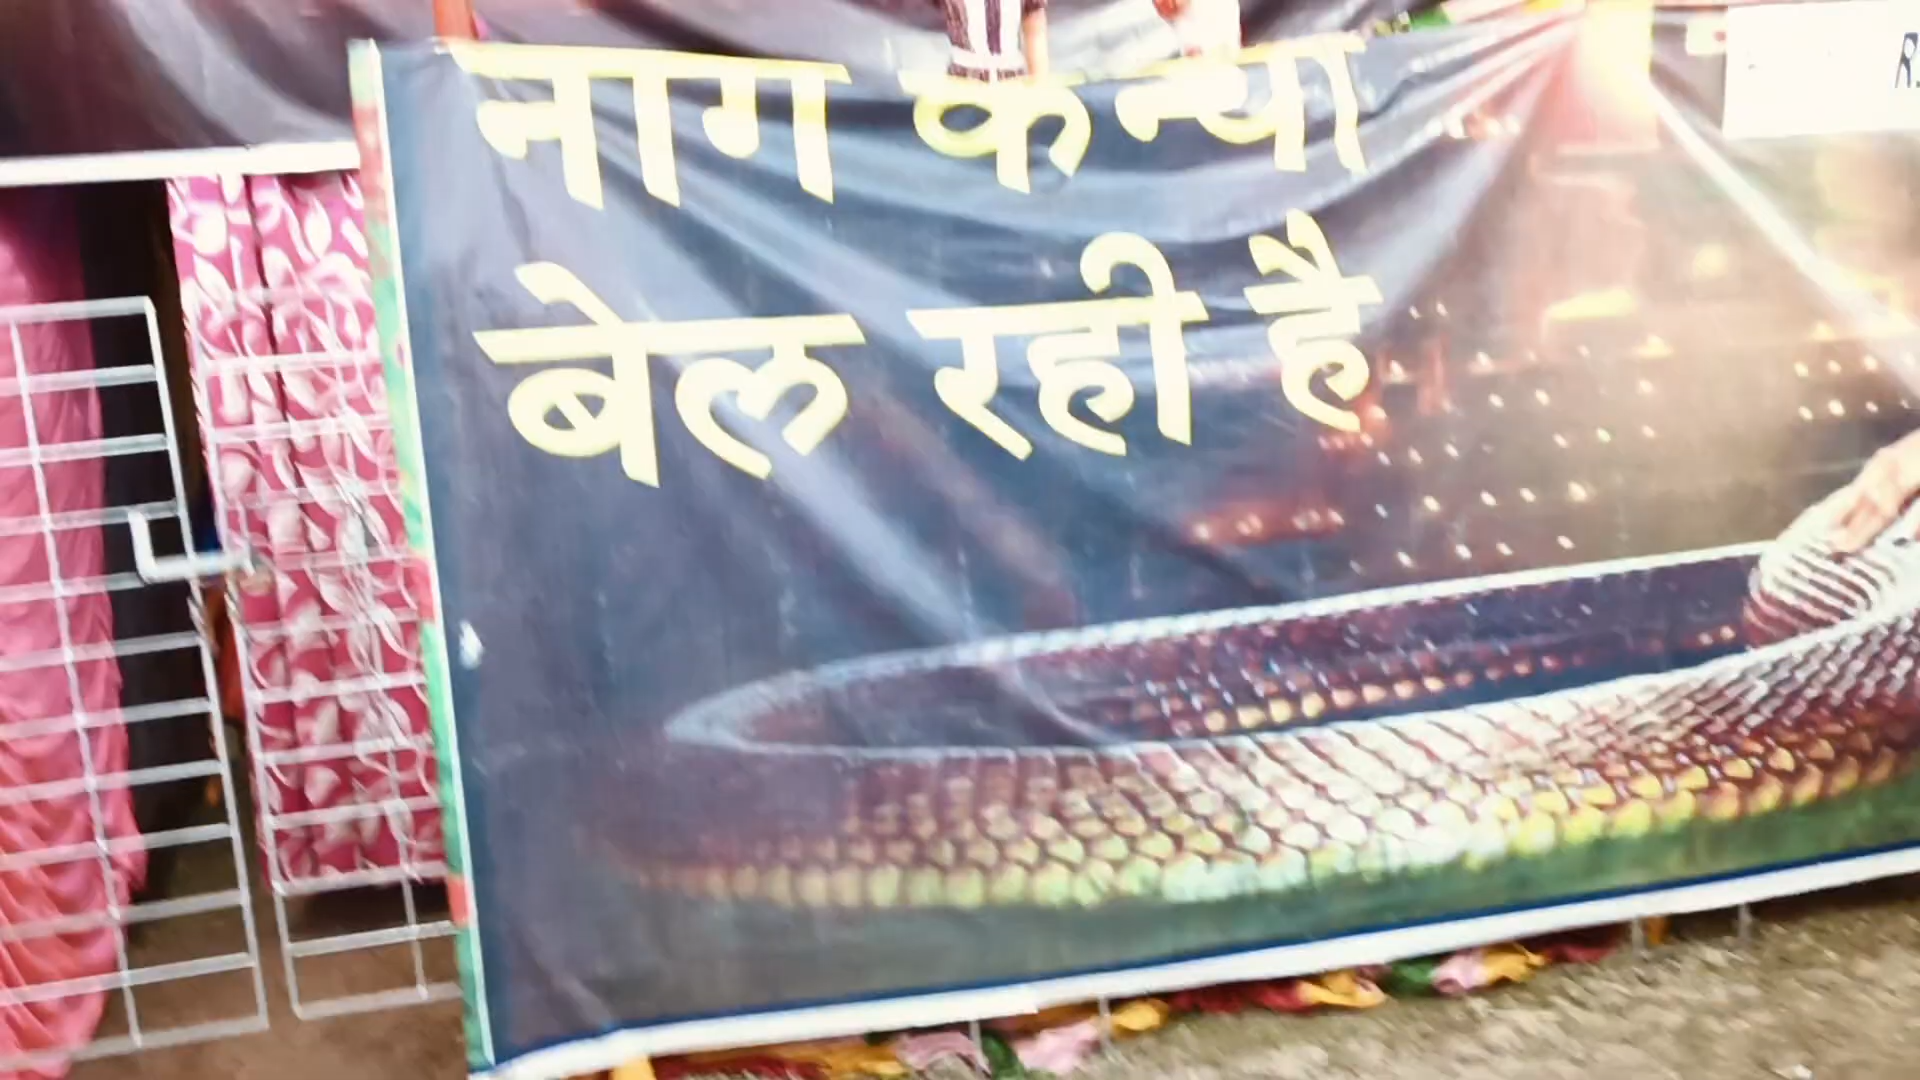 नाग कन्या
बेल रही है